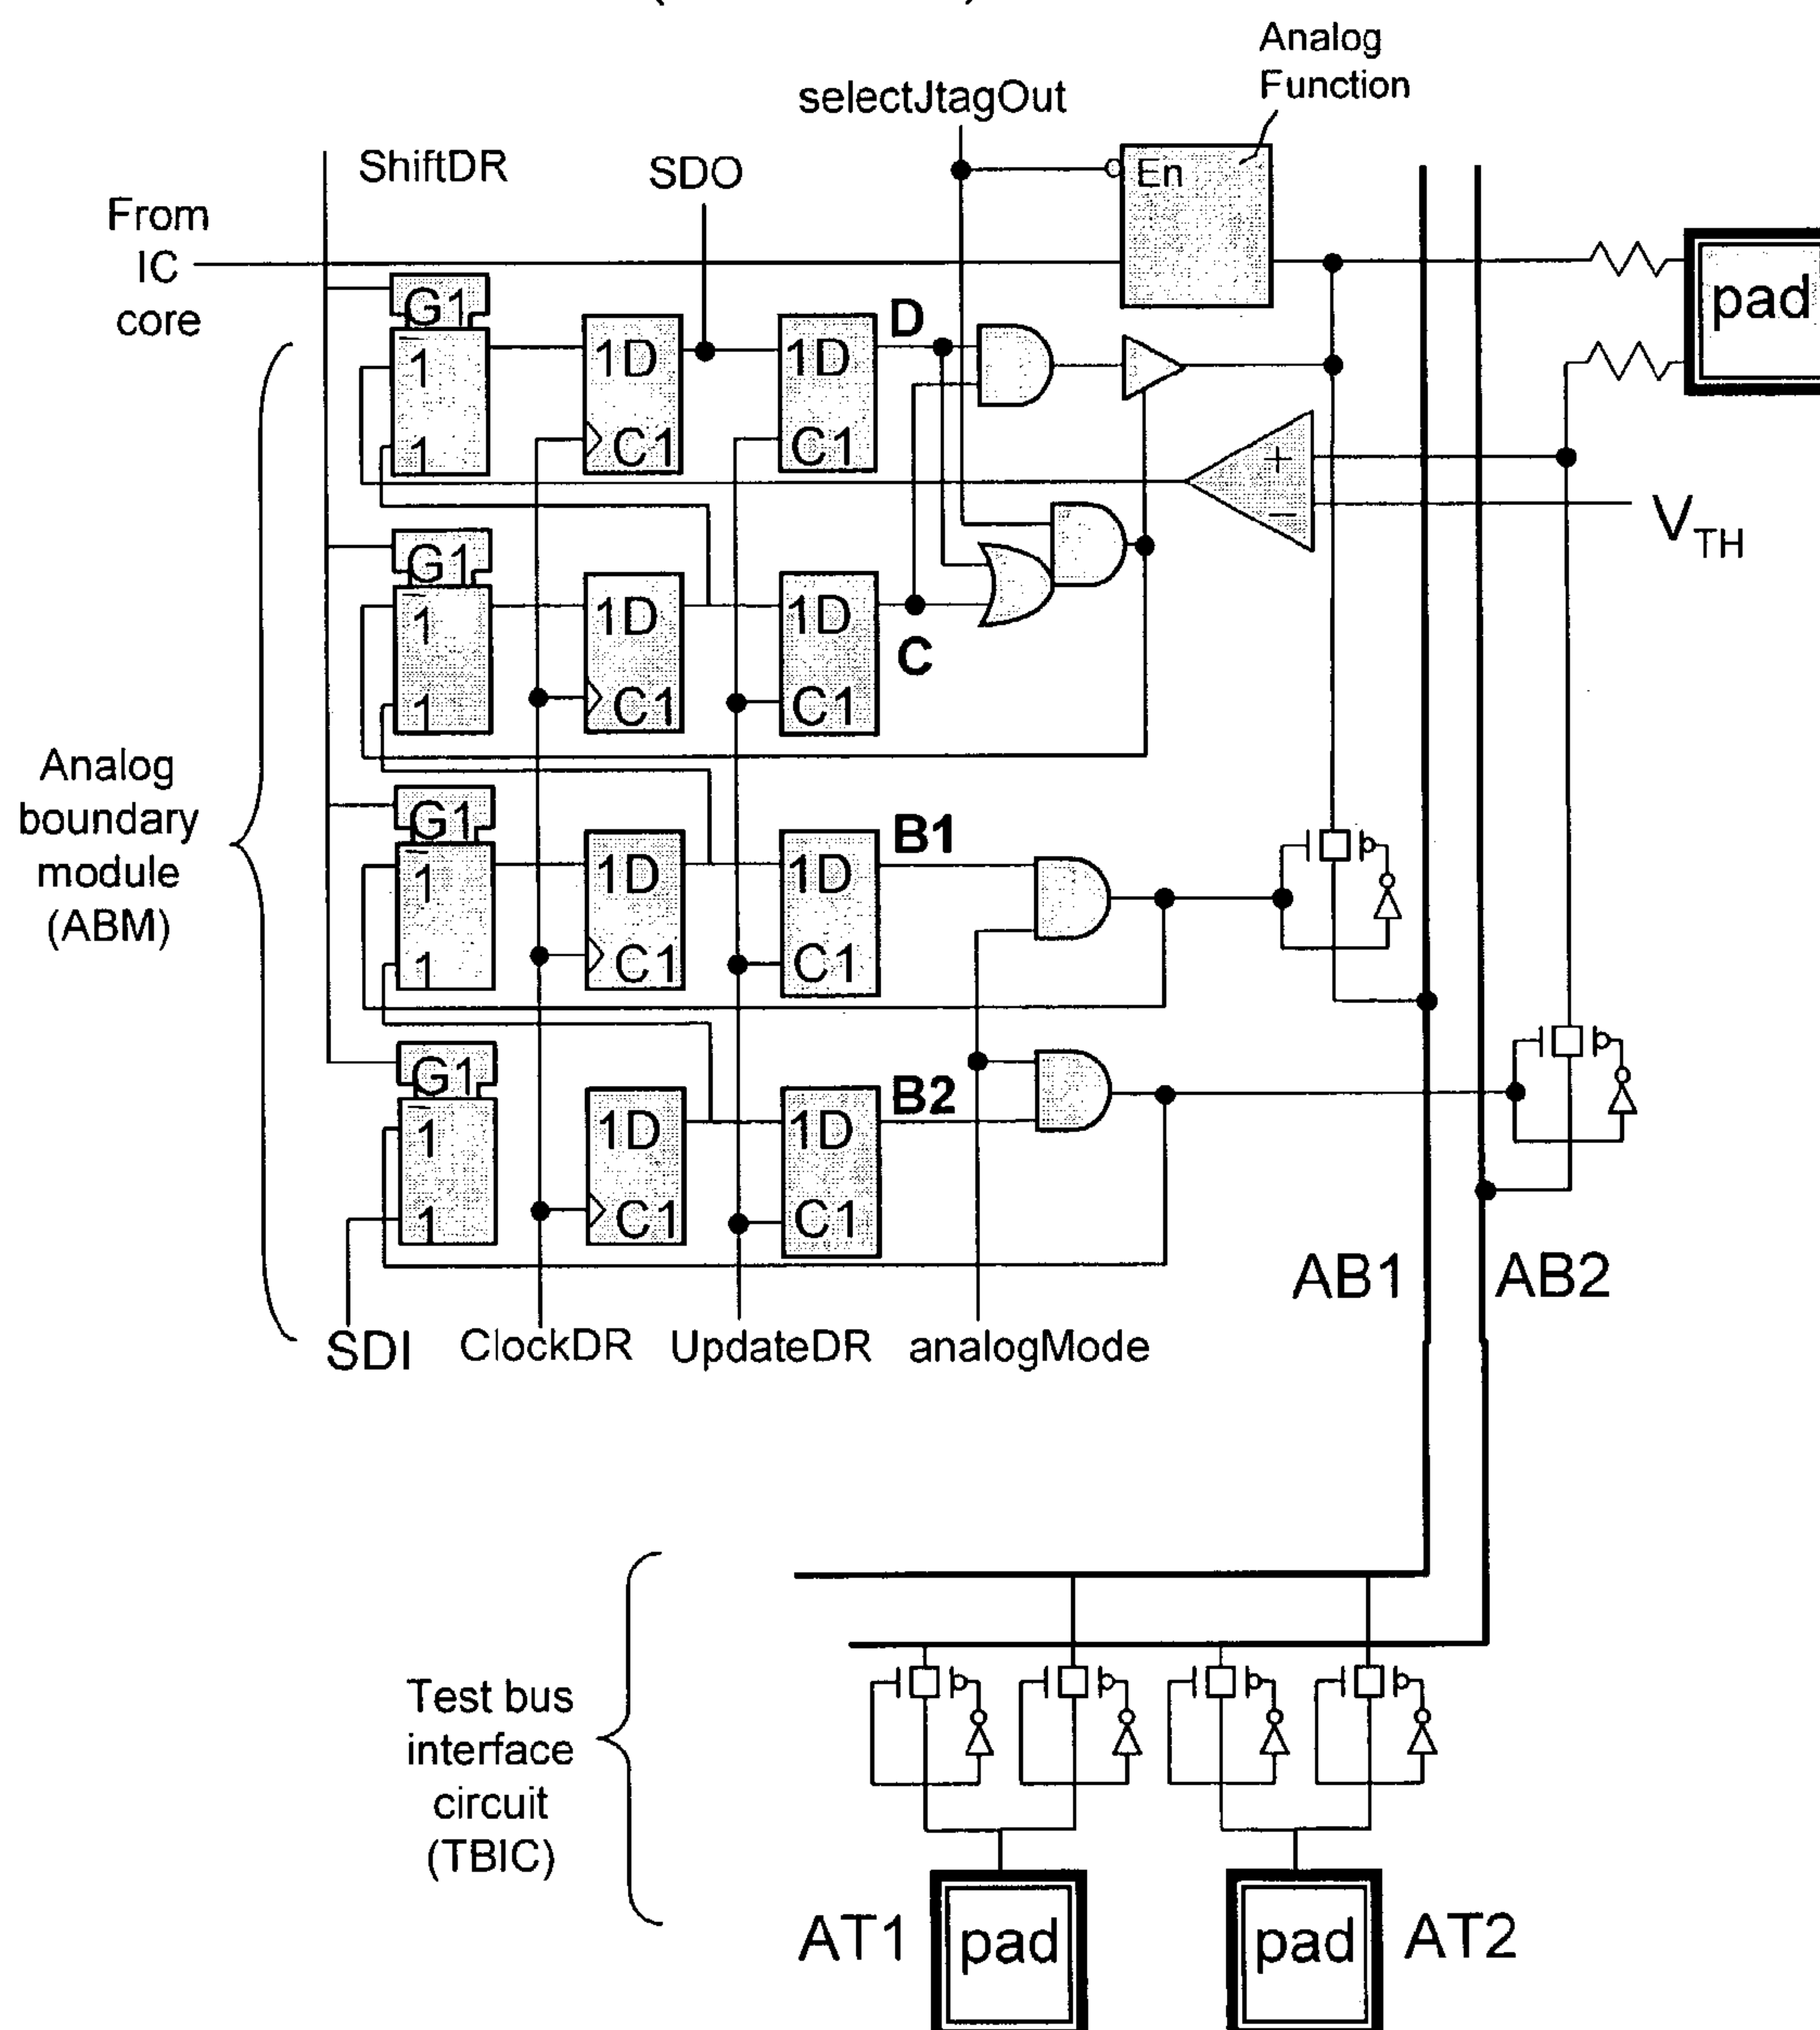 Analog
Function
selectJtagOut
ShiftDR
SDO
En
From
IC
core
pad
G1
1
1
1D
C1
1D
C1
D
+
−
V_TH
G1
1
1
1D
C1
1D
C1
C
Analog
boundary
module
(ABM)
G1
1
1
1D
C1
1D
C1
B1
G1
1
1
1D
C1
1D
C1
B2
AB1
AB2
SDI
ClockDR
UpdateDR
analogMode
Test bus
interface
circuit
(TBIC)
AT1
pad
pad
AT2